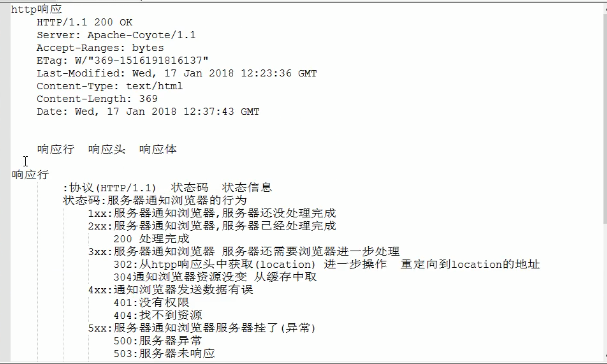 http响应
HTTP/1.1 200 OK
Server: Apache-Coyote/1.1
Accept-Ranges: bytes
ETag: W/"369-1516191816137"
Last-Modified: Wed, 17 Jan 2018 12:23:36 GMT
Content-Type: text/html
Content-Length: 369
Date: Wed, 17 Jan 2018 12:37:43 GMT
响应行 响应头 响应体
响应行
:协议(HTTP/1.1) 状态码 状态信息
状态码:服务器通知浏览器的行为
1xx:服务器通知浏览器,服务器还没处理完成
2xx:服务器通知浏览器,服务器已经处理完成
200 处理完成
3xx:服务器通知浏览器 服务器还需要浏览器进一步处理
302:从htpp响应头中获取(location) 进一步操作 重定向到location的地址
304通知浏览器资源没变 从缓存中取
4xx:通知浏览器发送数据有误
401:没有权限
404:找不到资源
5xx:服务器通知浏览器服务器挂了(异常)
500:服务器异常
503:服务器未响应